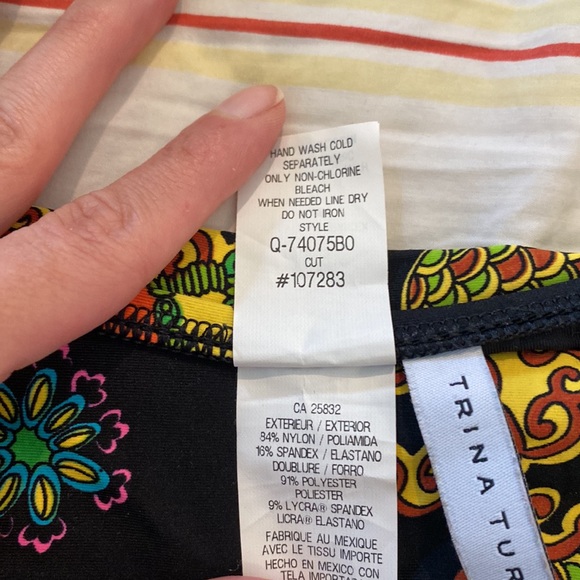 HAND WASH COLD
SEPARATELY
ONLY NON-CHLORINE
BLEACH
WHEN NEEDED LINE DRY
DO NOT IRON
STYLE
Q-74075B0
CUT
#107283
CA 25832
EXTERIEUR / EXTERIOR
84% NYLON / POLIAMIDA
16% SPANDEX / ELASTANO
DOUBLURE / FORRO
91% POLYESTER
POLIESTER
9% LYCRA® SPANDEX
LICRA® ELASTANO
FABRIQUE AU MEXIQUE
AVEC LE TISSU IMPORTE
HECHO EN MEXICO CON
TELA IMPORTADA
TRINA TUR